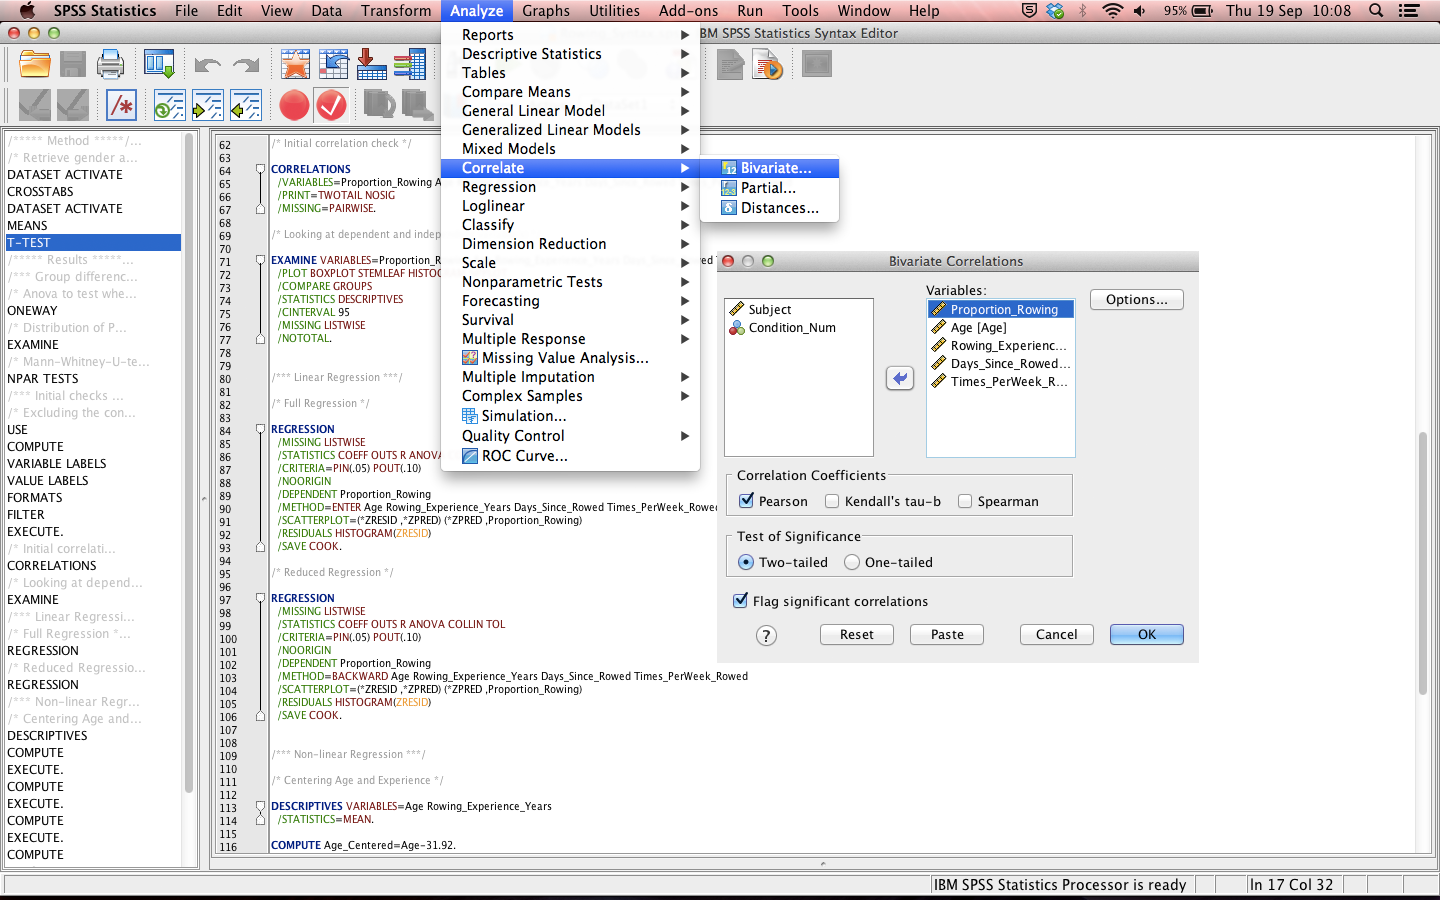 SPSS Statistics File Edit View Data Transform Analyze Graphs Utilities Add-ons Run Tools Window Help 95% Thu 19 Sep 10:08
IBM SPSS Statistics Syntax Editor
Reports
Descriptive Statistics
Tables
Compare Means
General Linear Model
Generalized Linear Models
Mixed Models
Correlate
Regression
Loglinear
Classify
Dimension Reduction
Scale
Nonparametric Tests
Forecasting
Survival
Multiple Response
Missing Value Analysis...
Multiple Imputation
Complex Samples
Simulation...
Quality Control
ROC Curve...
Bivariate...
Partial...
Distances...
/***** Method *****/...
/* Retrieve gender a...
DATASET ACTIVATE
CROSSTABS
DATASET ACTIVATE
MEANS
T-TEST
/***** Results *****...
/*** Group differenc...
/* Anova to test whe...
ONEWAY
/* Distribution of P...
EXAMINE
/* Mann-Whitney-U-te...
NPAR TESTS
/*** Initial checks ...
/* Excluding the con...
USE
COMPUTE
VARIABLE LABELS
VALUE LABELS
FORMATS
FILTER
EXECUTE.
/* Initial correlati...
CORRELATIONS
/* Looking at depend...
EXAMINE
/*** Linear Regressi...
/* Full Regression *...
REGRESSION
/* Reduced Regressio...
REGRESSION
/*** Non-linear Regr...
/* Centering Age and...
DESCRIPTIVES
COMPUTE
EXECUTE.
COMPUTE
EXECUTE.
COMPUTE
EXECUTE.
COMPUTE
62 /* Initial correlation check */
63
64 CORRELATIONS
65 /VARIABLES=Proportion_Rowing A
66 /PRINT=TWOTAIL NOSIG
67 /MISSING=PAIRWISE.
68
69 /* Looking at dependent and indep
70
71 EXAMINE VARIABLES=Proportion_R
72 /PLOT BOXPLOT STEMLEAF HISTOG
73 /COMPARE GROUPS
74 /STATISTICS DESCRIPTIVES
75 /CINTERVAL 95
76 /MISSING LISTWISE
77 /NOTOTAL.
78
79
80 /*** Linear Regression ***/
81
82 /* Full Regression */
83
84 REGRESSION
85 /MISSING LISTWISE
86 /STATISTICS COEFF OUTS R ANOVA
87 /CRITERIA=PIN(.05) POUT(.10)
88 /NOORIGIN
89 /DEPENDENT Proportion_Rowing
90 /METHOD=ENTER Age Rowing_Experience_Years Days_Since_Rowed Times_PerWeek_Rowed
91 /SCATTERPLOT=(*ZRESID ,*ZPRED) (*ZPRED ,Proportion_Rowing)
92 /RESIDUALS HISTOGRAM(ZRESID)
93 /SAVE COOK.
94
95 /* Reduced Regression */
96
97 REGRESSION
98 /MISSING LISTWISE
99 /STATISTICS COEFF OUTS R ANOVA COLLIN TOL
100 /CRITERIA=PIN(.05) POUT(.10)
101 /NOORIGIN
102 /DEPENDENT Proportion_Rowing
103 /METHOD=BACKWARD Age Rowing_Experience_Years Days_Since_Rowed Times_PerWeek_Rowed
104 /SCATTERPLOT=(*ZRESID ,*ZPRED) (*ZPRED ,Proportion_Rowing)
105 /RESIDUALS HISTOGRAM(ZRESID)
106 /SAVE COOK.
107
108
109 /*** Non-linear Regression ***/
110
111 /* Centering Age and Experience */
112
113 DESCRIPTIVES VARIABLES=Age Rowing_Experience_Years
114 /STATISTICS=MEAN.
115
116 COMPUTE Age_Centered=Age-31.92.
Bivariate Correlations
Subject
Condition_Num
Variables:
Proportion_Rowing
Age [Age]
Rowing_Experienc...
Days_Since_Rowed...
Times_PerWeek_R...
Options...
Correlation Coefficients
Pearson Kendall's tau-b Spearman
Test of Significance
Two-tailed One-tailed
Flag significant correlations
? Reset Paste Cancel OK
IBM SPSS Statistics Processor is ready In 17 Col 32